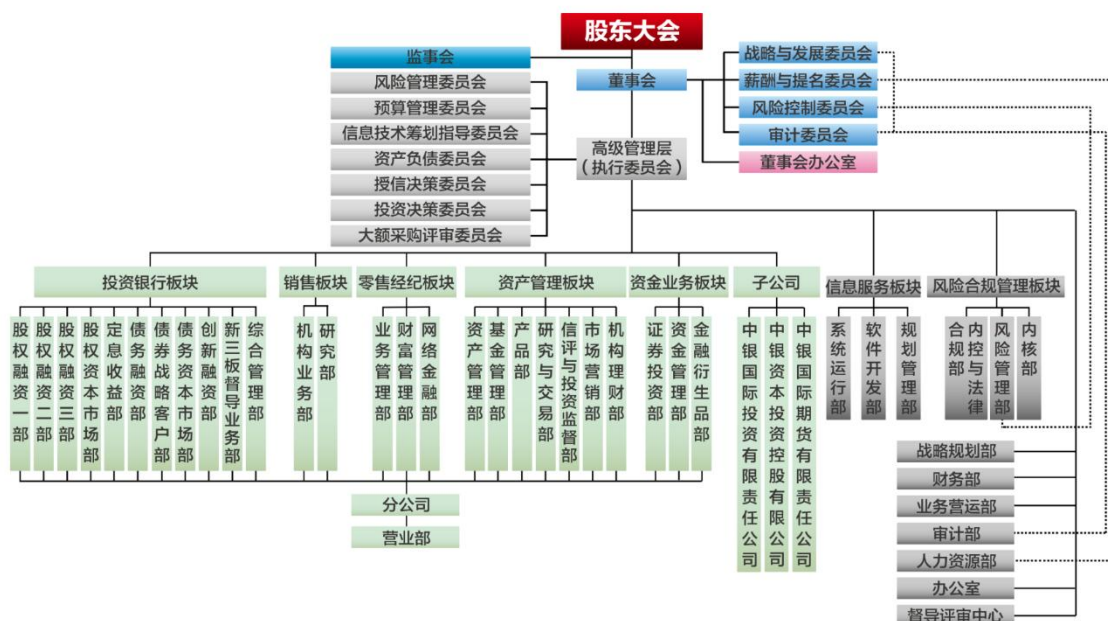 股东大会
监事会
董事会
战略与发展委员会
薪酬与提名委员会
风险控制委员会
审计委员会
董事会办公室
风险管理委员会
预算管理委员会
信息技术筹划指导委员会
资产负债委员会
授信决策委员会
投资决策委员会
大额采购评审委员会
高级管理层
（执行委员会）
投资银行板块
销售板块
零售经纪板块
资产管理板块
资金业务板块
子公司
信息服务板块
风险合规管理板块
股权融资一部
股权融资二部
股权融资三部
股权资本市场部
定息收益部
债务融资部
债券战略客户部
债务资本市场部
创新融资部
新三板督导业务部
综合管理部
机构业务部
研究部
业务管理部
财富管理部
网络金融部
资产管理部
基金管理部
产品部
研究与交易部
信评与投资监督部
市场营销部
机构理财部
证券投资部
资金管理部
金融衍生品部
中银国际投资有限责任公司
中银资本投资控股有限公司
中银国际期货有限责任公司
系统运行部
软件开发部
规划管理部
内控与法律
合规部
风险管理部
内核部
分公司
营业部
战略规划部
财务部
业务营运部
审计部
人力资源部
办公室
督导评审中心